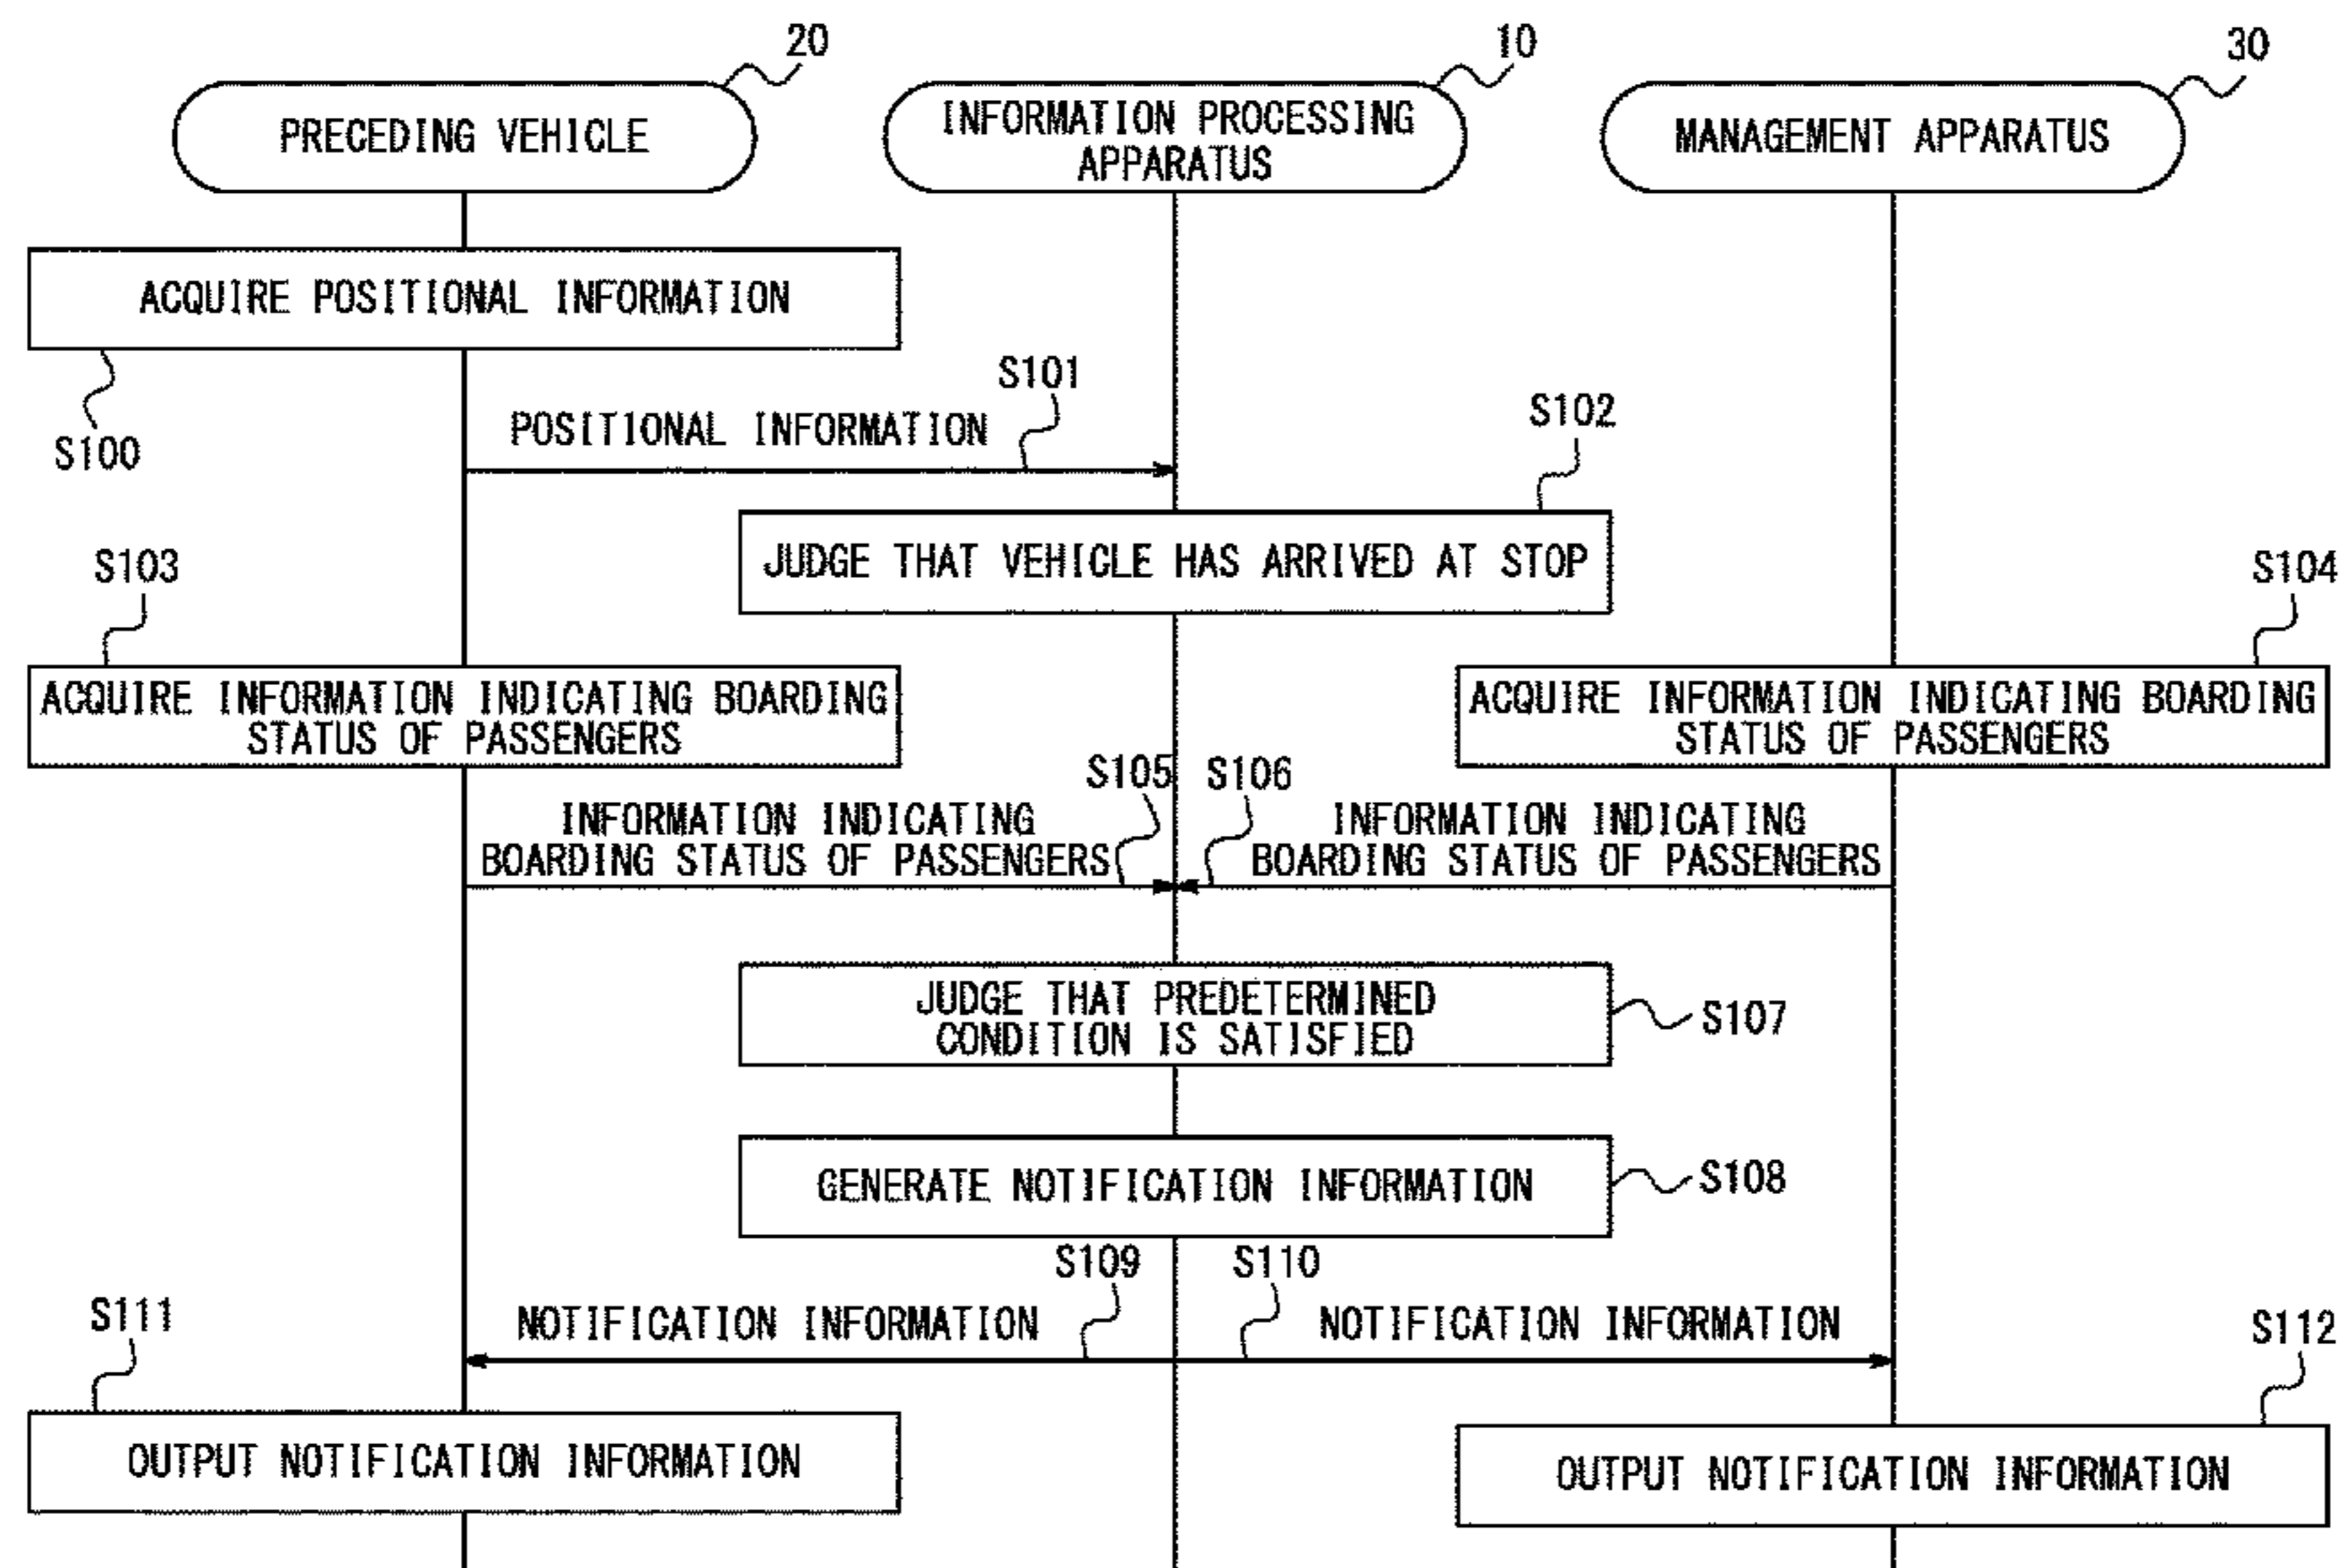 20
10
30
PRECEDING VEHICLE
INFORMATION PROCESSING
APPARATUS
MANAGEMENT APPARATUS
ACQUIRE POSITIONAL INFORMATION
S100
S101
POSITIONAL INFORMATION
S102
JUDGE THAT VEHICLE HAS ARRIVED AT STOP
S103
S104
ACQUIRE INFORMATION INDICATING BOARDING
STATUS OF PASSENGERS
ACQUIRE INFORMATION INDICATING BOARDING
STATUS OF PASSENGERS
S105
S106
INFORMATION INDICATING
BOARDING STATUS OF PASSENGERS
INFORMATION INDICATING
BOARDING STATUS OF PASSENGERS
JUDGE THAT PREDETERMINED
CONDITION IS SATISFIED
S107
GENERATE NOTIFICATION INFORMATION
S108
S109
S110
NOTIFICATION INFORMATION
NOTIFICATION INFORMATION
S111
S112
OUTPUT NOTIFICATION INFORMATION
OUTPUT NOTIFICATION INFORMATION